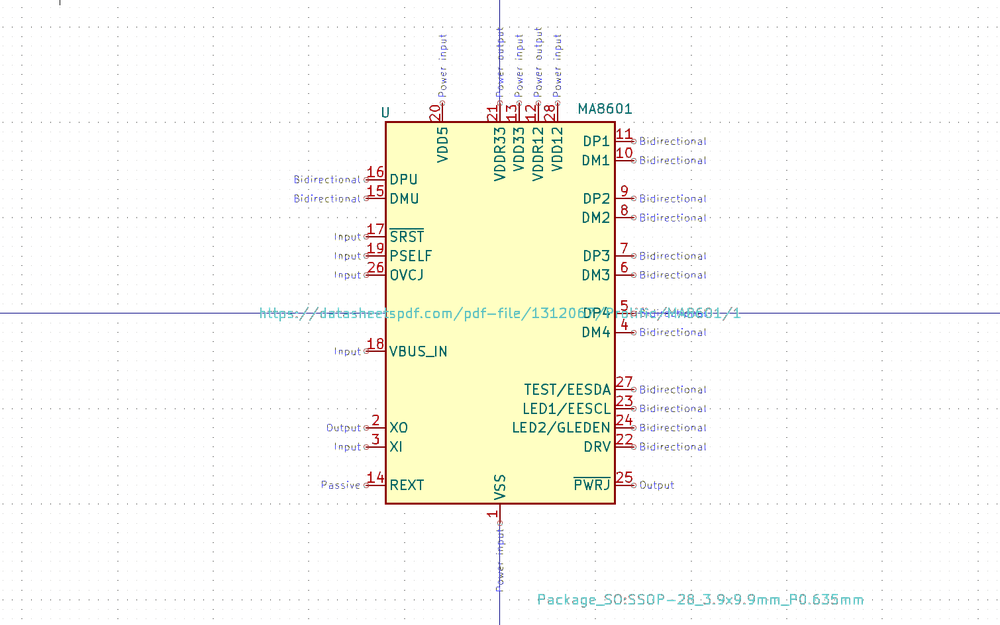 Power input
Power output
Power input
Power output
Power input
20
21
13
12
28
U
MA8601
VDD5
VDDR33
VDD33
VDDR12
VDD12
DP1 11 Bidirectional
DM1 10 Bidirectional
Bidirectional 16 DPU
Bidirectional 15 DMU
DP2 9 Bidirectional
DM2 8 Bidirectional
Input 17 SRST
Input 19 PSELF
Input 26 OVCJ
DP3 7 Bidirectional
DM3 6 Bidirectional
DP4 5 Bidirectional
DM4 4 Bidirectional
Input 18 VBUS_IN
TEST/EESDA 27 Bidirectional
LED1/EESCL 23 Bidirectional
Output 2 XO
LED2/GLEDEN 24 Bidirectional
Input 3 XI
DRV 22 Bidirectional
Passive 14 REXT
VSS
PWRJ 25 Output
1
Power input
Package_SO:SSOP-28_3.9x9.9mm_P0.635mm